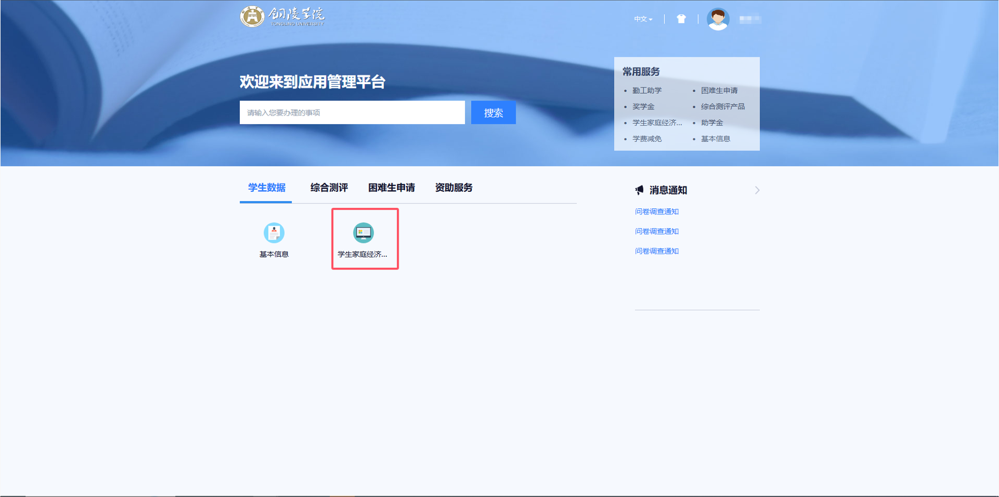 铜陵学院
TONGLING UNIVERSITY
中文
欢迎来到应用管理平台
请输入您要办理的事项
搜索
常用服务
勤工助学
困难生申请
奖学金
综合测评产品
学生家庭经济...
助学金
学费减免
基本信息
学生数据
综合测评
困难生申请
资助服务
基本信息
学生家庭经济...
消息通知
问卷调查通知
问卷调查通知
问卷调查通知